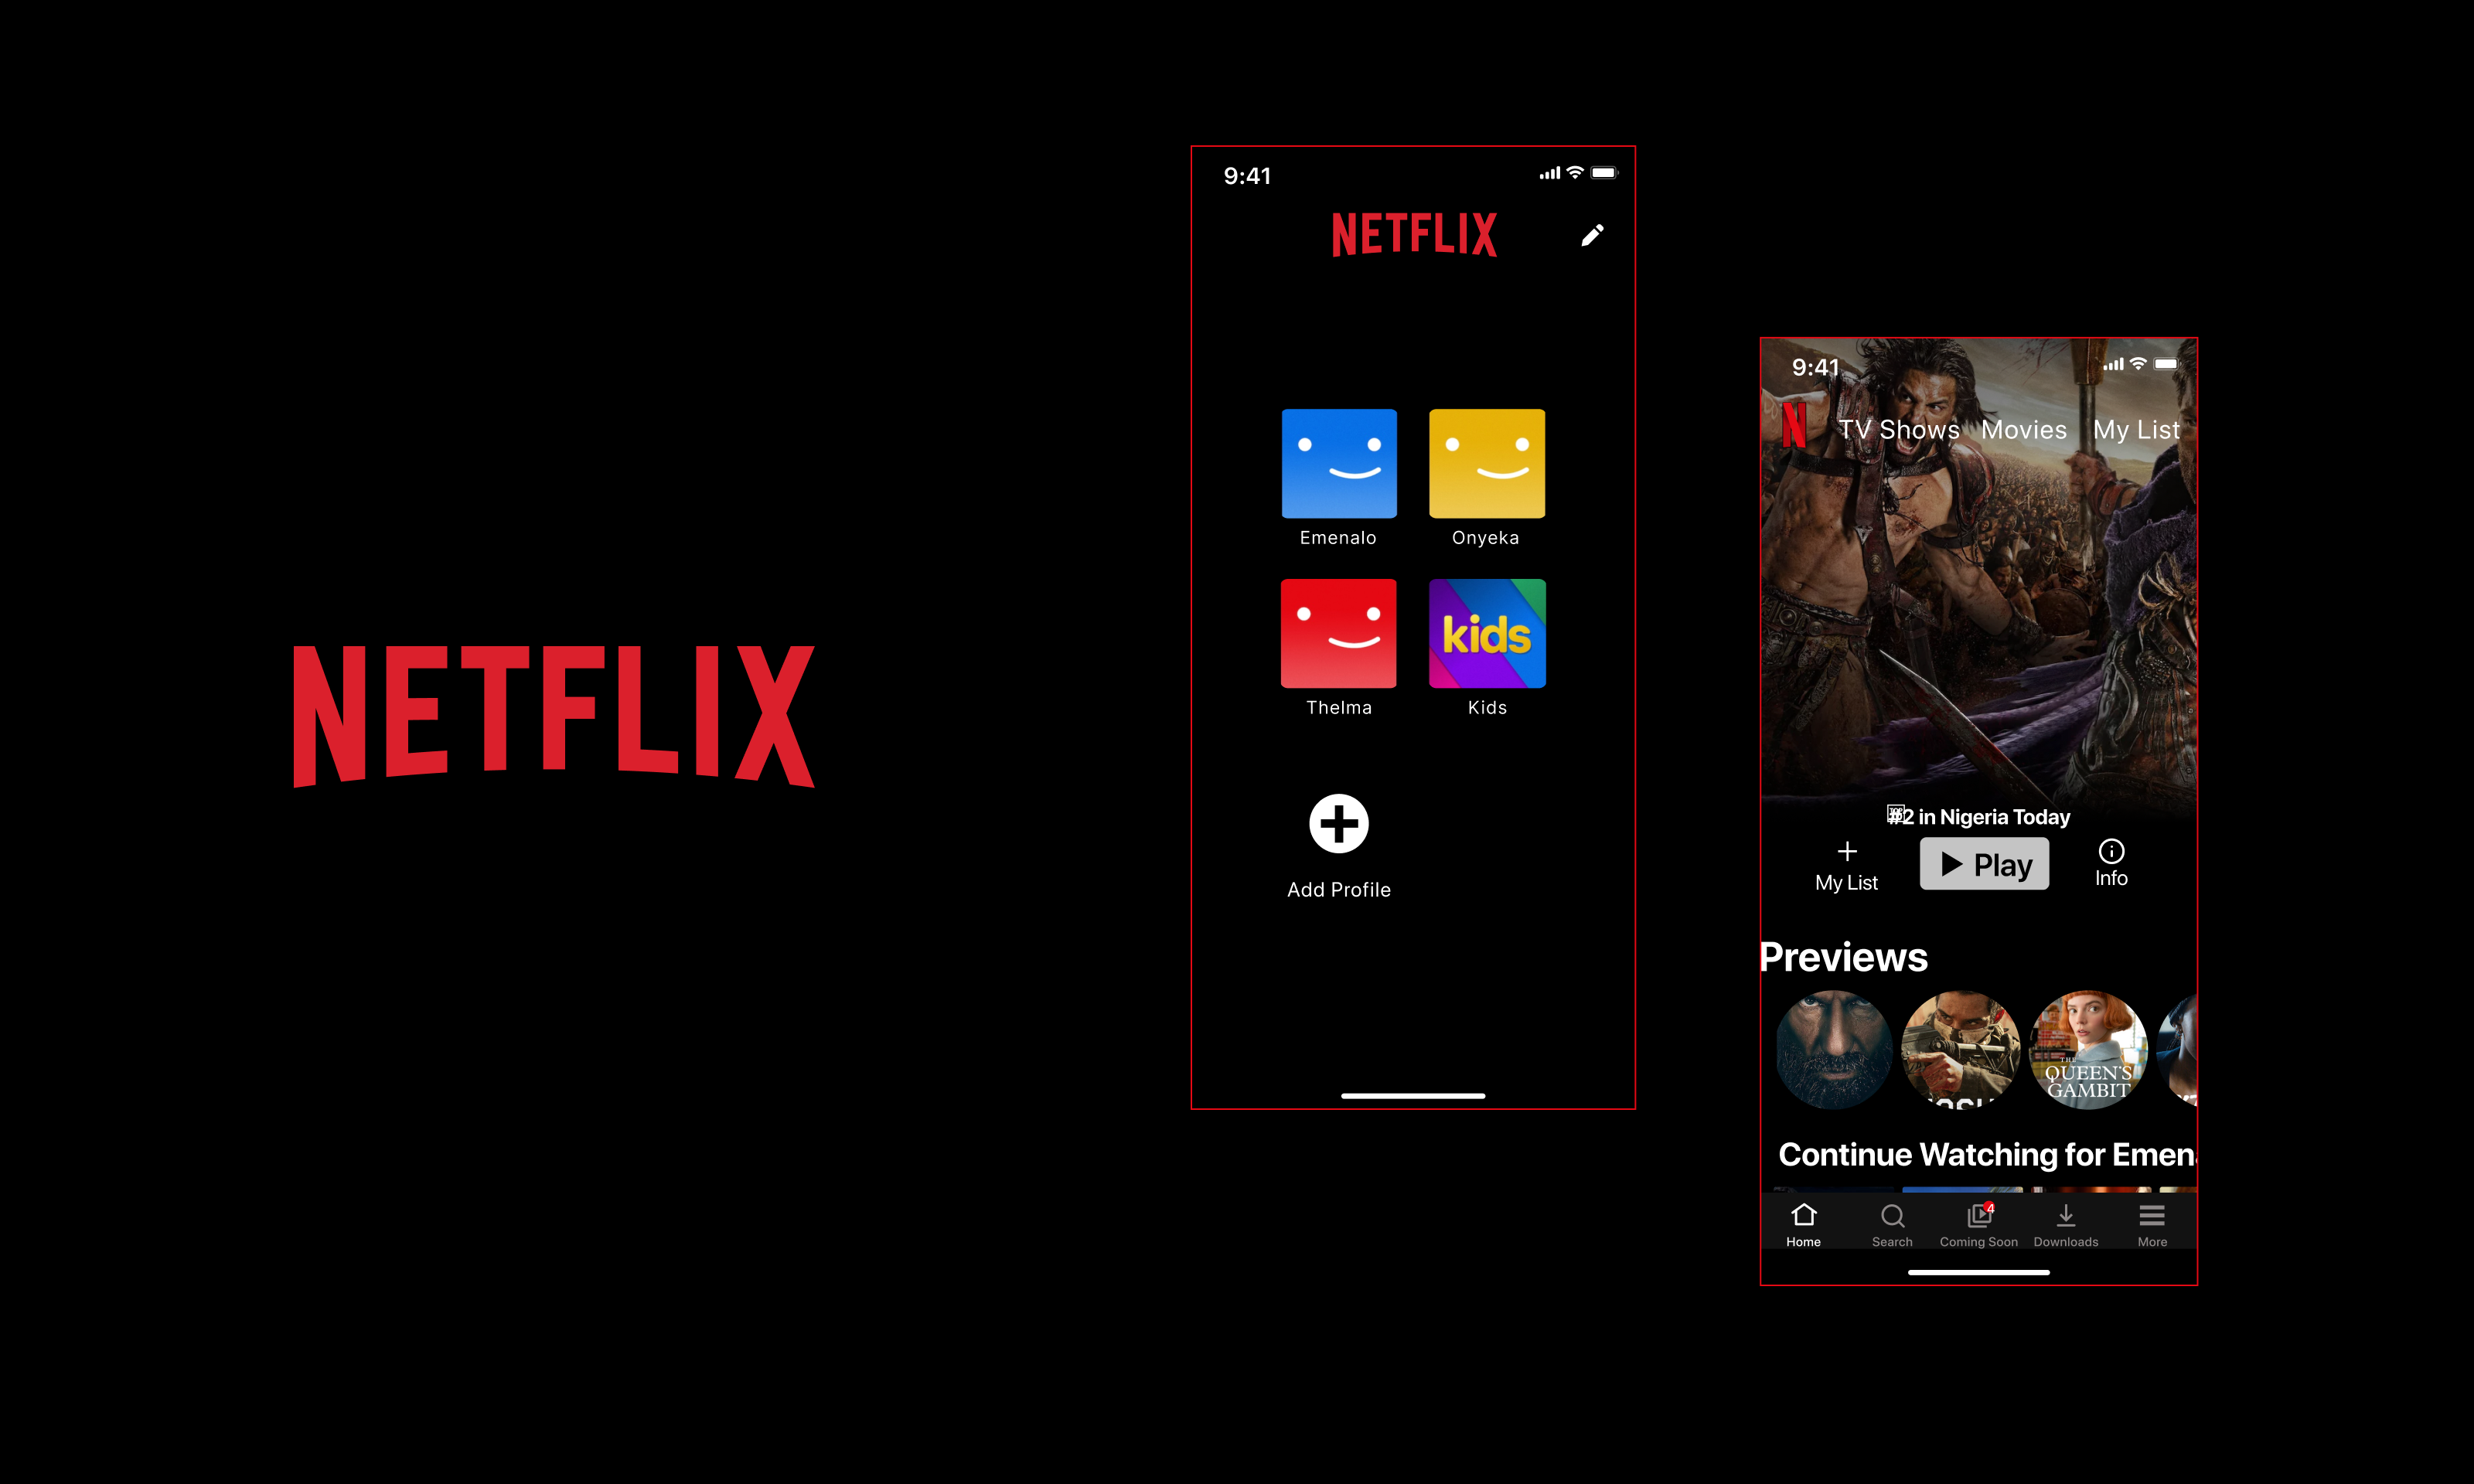 NETFLIX
9:41
NETFLIX
Emenalo
Onyeka
kids
Thelma
Kids
Add Profile
9:41
N
TV Shows Movies My List
#2 in Nigeria Today
My List
Play
Info
Previews
THE
QUEEN'S
GAMBIT
Continue Watching for
4
Home
Search
Coming Soon
Downloads
More